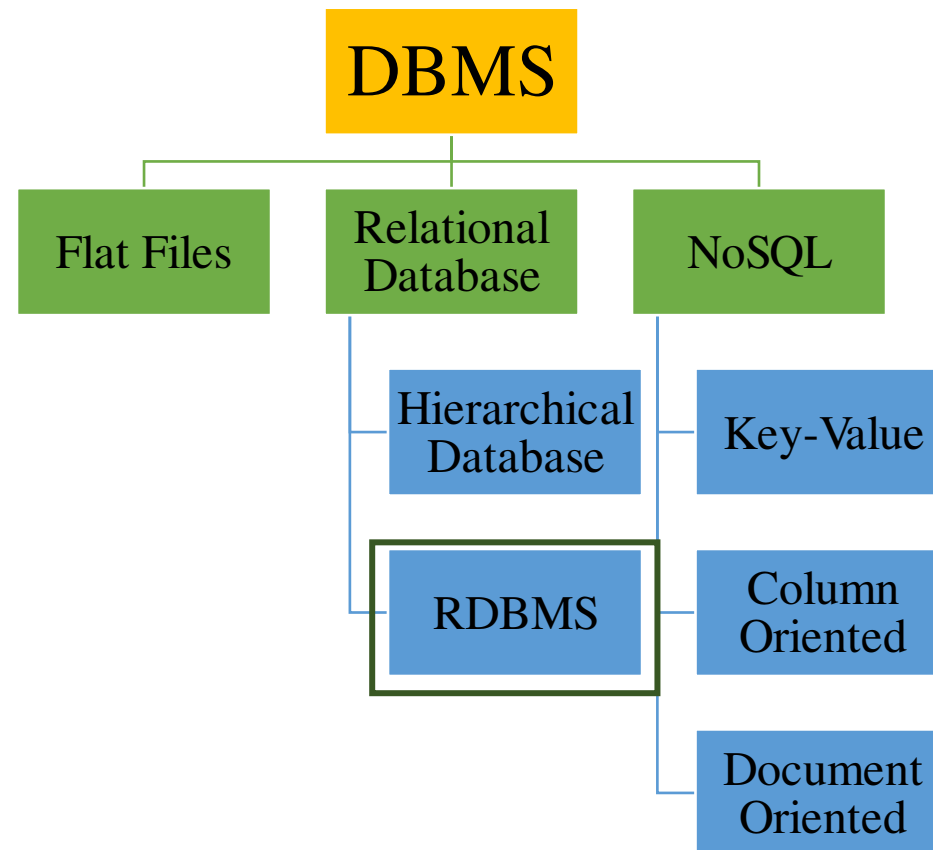 DBMS
Flat Files
Relational
Database
NoSQL
Hierarchical
Database
Key-Value
RDBMS
Column
Oriented
Document
Oriented